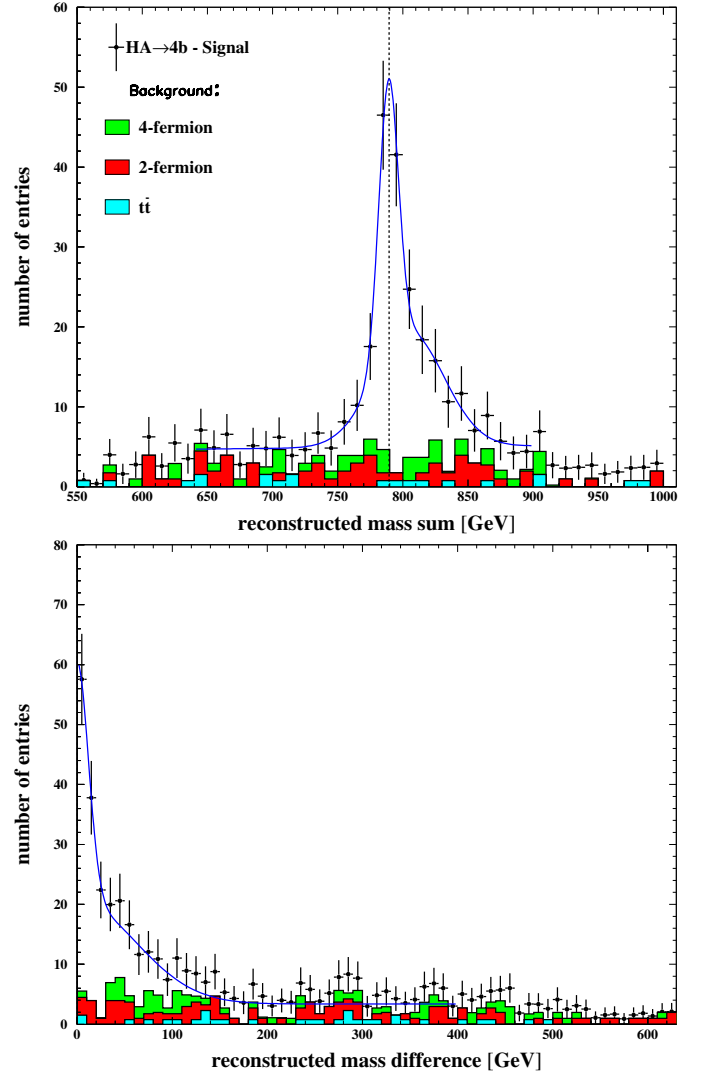 60
50
40
30
20
10
0
number of entries
HA→4b - Signal
Background:
4-fermion
2-fermion
tt̄
550 600 650 700 750 800 850 900 950 1000
reconstructed mass sum [GeV]
80
70
60
50
40
30
20
10
0
number of entries
0 100 200 300 400 500 600
reconstructed mass difference [GeV]